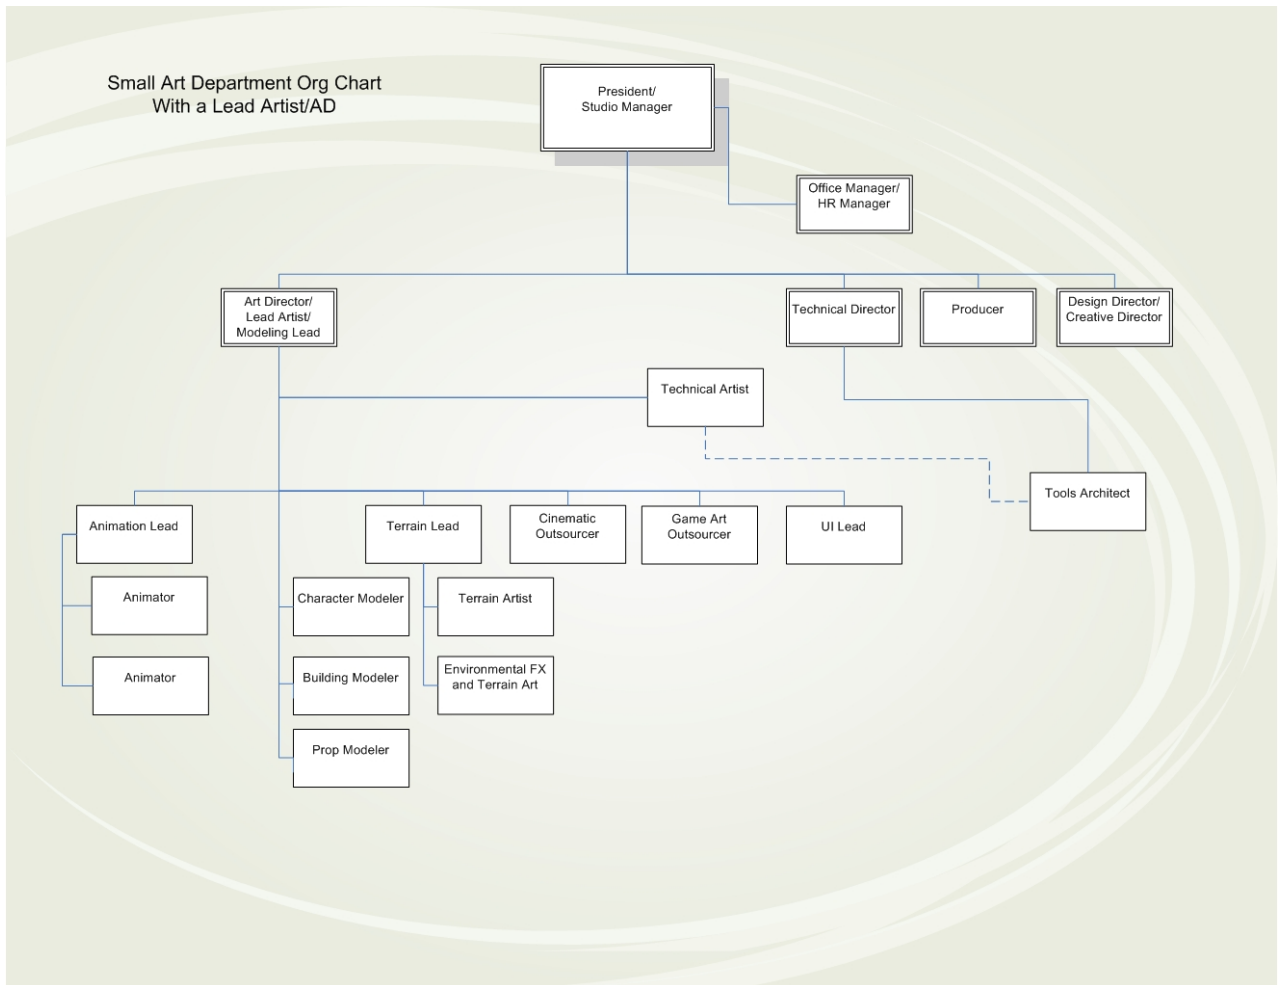 Small Art Department Org Chart
With a Lead Artist/AD
President/
Studio Manager
Office Manager/
HR Manager
Art Director/
Lead Artist/
Modeling Lead
Technical Director
Producer
Design Director/
Creative Director
Technical Artist
Tools Architect
Animation Lead
Terrain Lead
Cinematic
Outsourcer
Game Art
Outsourcer
UI Lead
Animator
Character Modeler
Terrain Artist
Animator
Building Modeler
Environmental FX
and Terrain Art
Prop Modeler